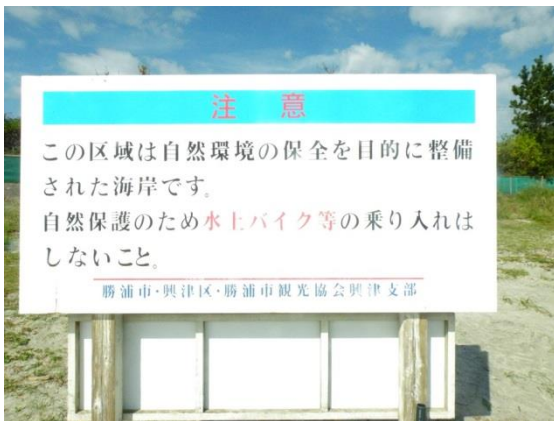 注意
この区域は自然環境の保全を目的に整備
された海岸です。
自然保護のため水上バイク等の乗り入れは
しないこと。
勝浦市・興津区・勝浦市観光協会興津支部